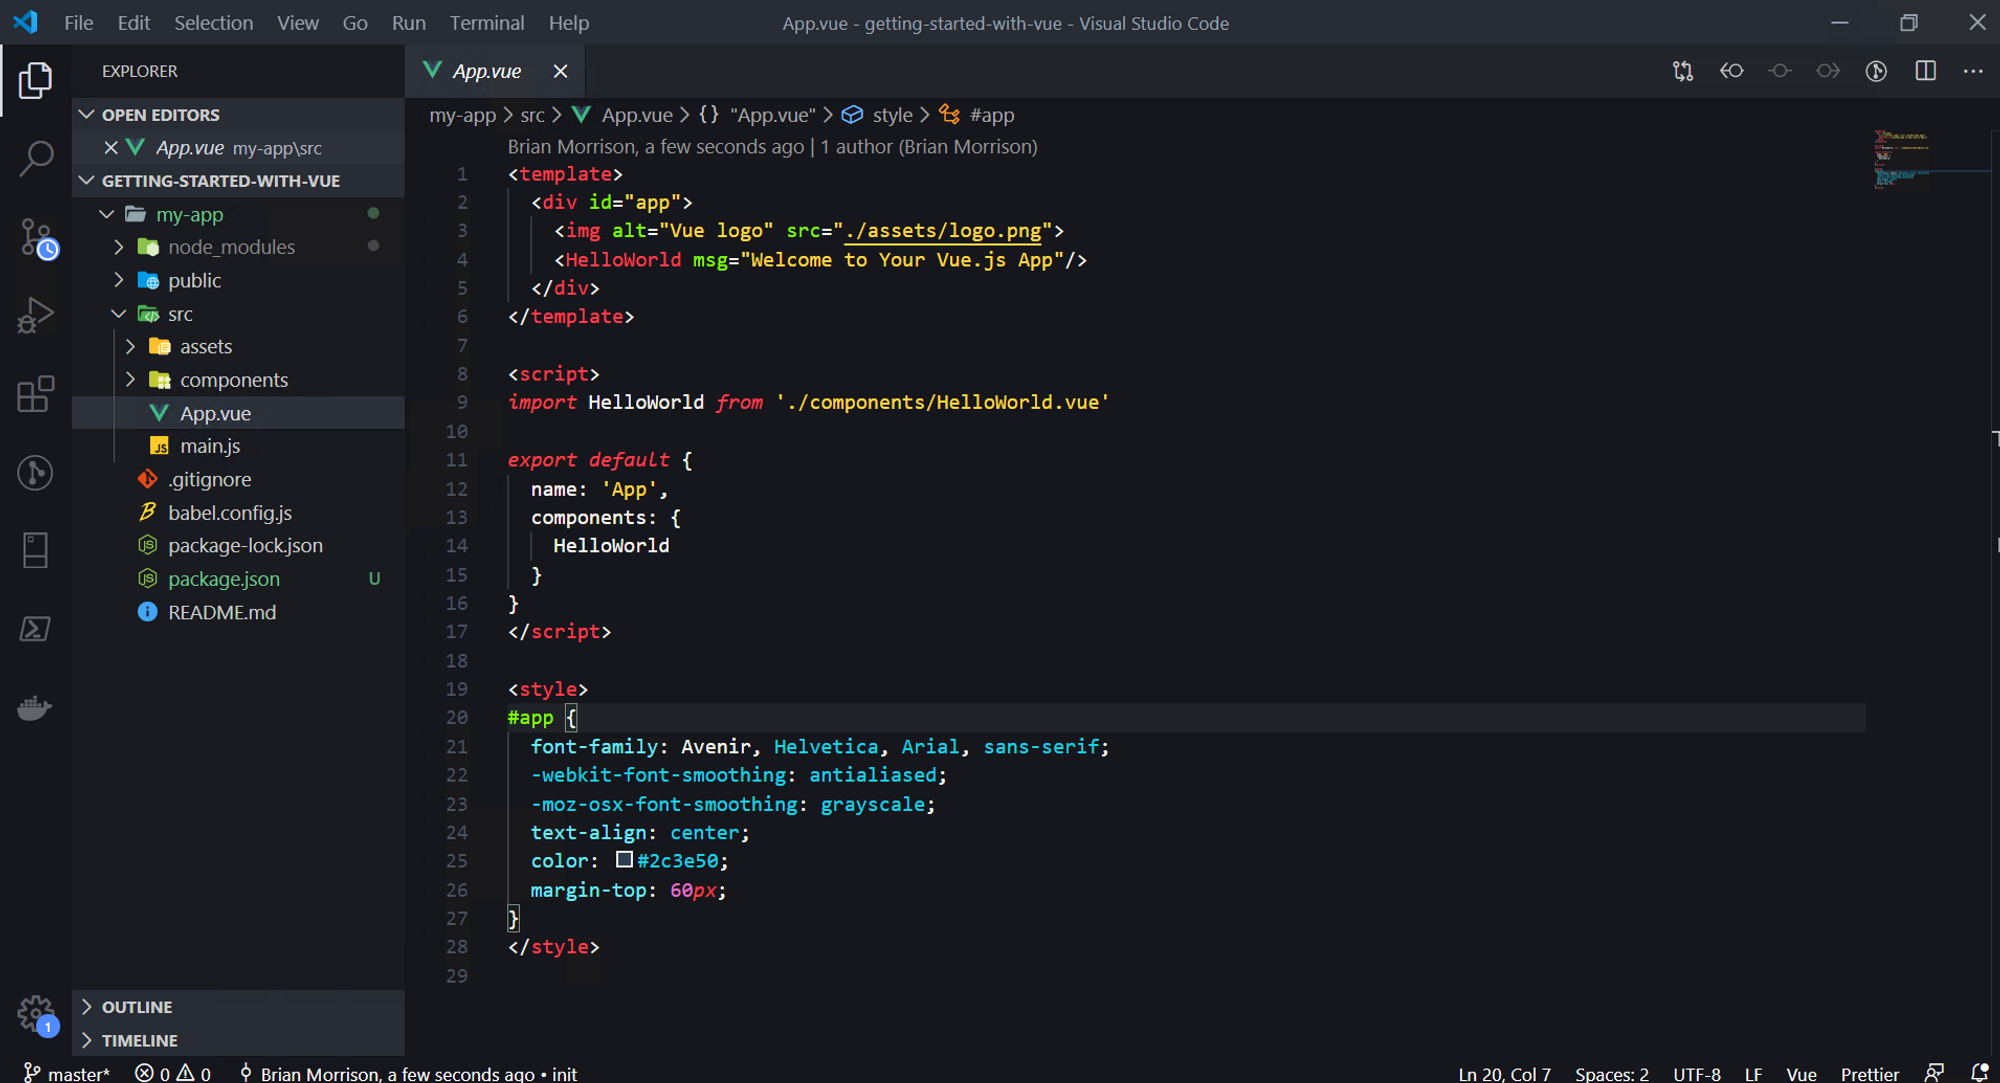 File Edit Selection View Go Run Terminal Help
App.vue - getting-started-with-vue - Visual Studio Code
EXPLORER
OPEN EDITORS
App.vue my-app\src
GETTING-STARTED-WITH-VUE
my-app
node_modules
public
src
assets
components
App.vue
main.js
.gitignore
babel.config.js
package-lock.json
package.json U
README.md
OUTLINE
TIMELINE
App.vue
my-app > src > App.vue > {} "App.vue" > style > #app
Brian Morrison, a few seconds ago | 1 author (Brian Morrison)
1 <template>
2 <div id="app">
3 <img alt="Vue logo" src="./assets/logo.png">
4 <HelloWorld msg="Welcome to Your Vue.js App"/>
5 </div>
6 </template>
7
8 <script>
9 import HelloWorld from './components/HelloWorld.vue'
10
11 export default {
12 name: 'App',
13 components: {
14 HelloWorld
15 }
16 }
17 </script>
18
19 <style>
20 #app {
21 font-family: Avenir, Helvetica, Arial, sans-serif;
22 -webkit-font-smoothing: antialiased;
23 -moz-osx-font-smoothing: grayscale;
24 text-align: center;
25 color: #2c3e50;
26 margin-top: 60px;
27 }
28 </style>
29
1
master* 0 0 Brian Morrison, a few seconds ago • init
Ln 20, Col 7 Spaces: 2 UTF-8 LF Vue Prettier